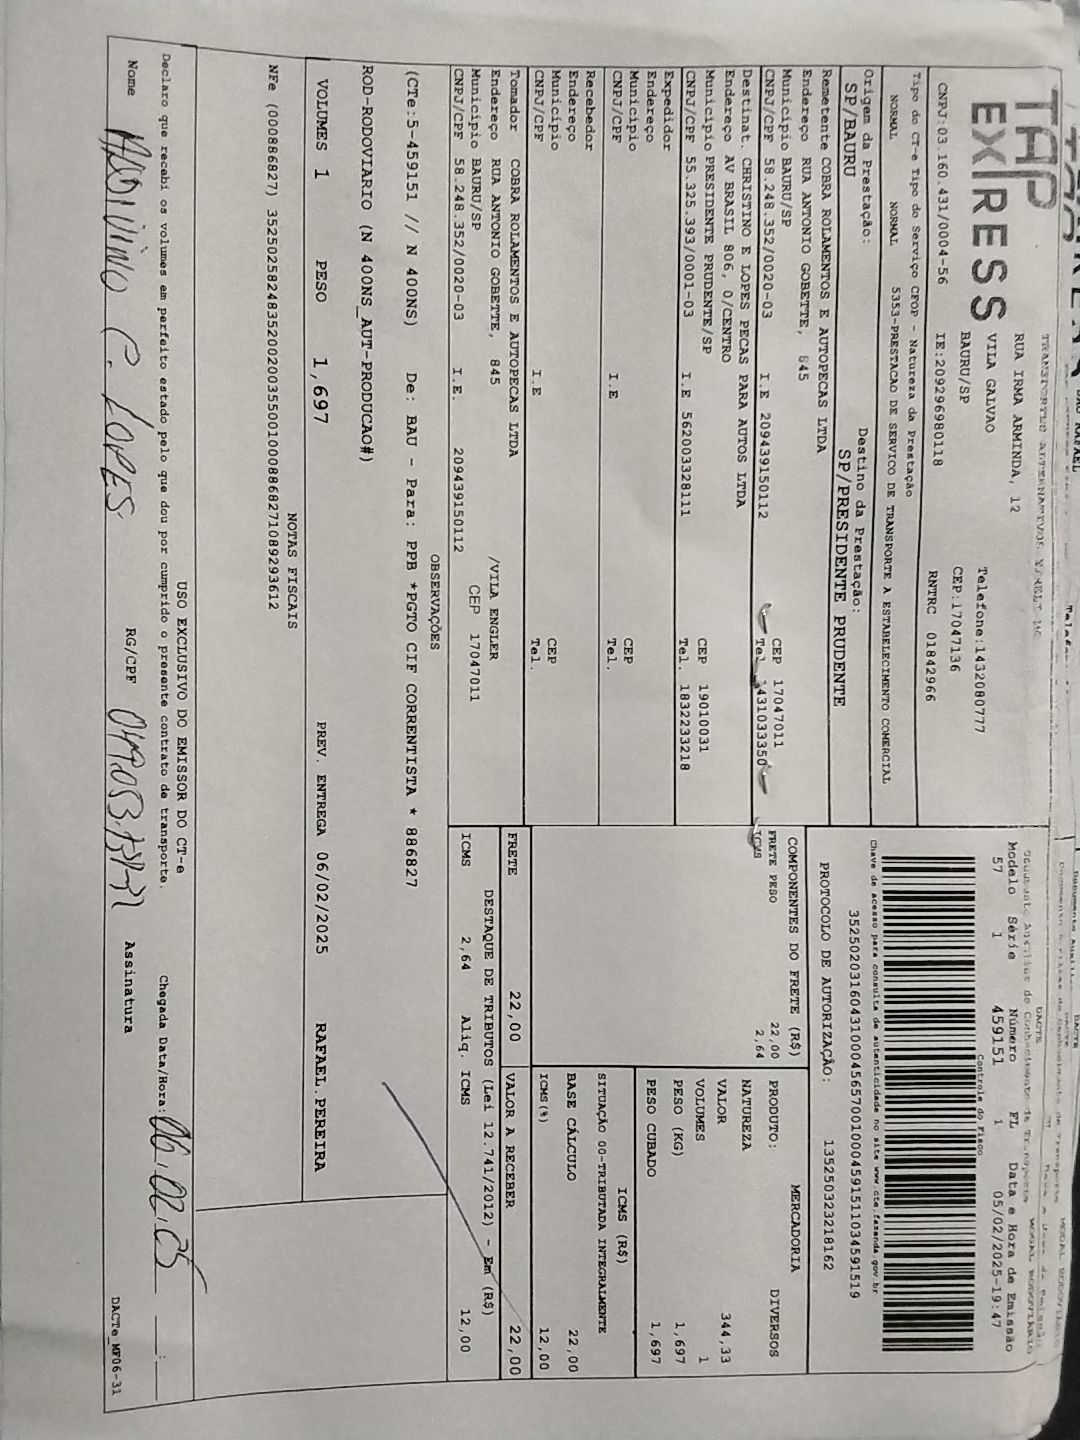 TAP
EXPRESS
RUA IRMA ARMINDA, 12
VILA GALVAO Telefone:1432080777
BAURU/SP CEP:17047136
CNPJ:03.160.431/0004-56 IE:209296980118 RNTRC 01842966
Tipo do CT-e Tipo do Serviço CFOP - Natureza da Prestação
NORMAL NORMAL 5353-PRESTACAO DE SERVICO DE TRANSPORTE A ESTABELECIMENTO COMERCIAL
Origem da Prestação: Destino da Prestação:
SP/BAURU SP/PRESIDENTE PRUDENTE
DACTE
Modelo Série Número FL Data e Hora de Emissão
57 1 459151 1 05/02/2025-19:47
Controle do Fisco
Chave de acesso para consulta de autenticidade no site www.cte.fazenda.gov.br
35250203160431000456570010004591511034591519
PROTOCOLO DE AUTORIZAÇÃO: 135250323218162
Remetente COBRA ROLAMENTOS E AUTOPECAS LTDA
Endereço RUA ANTONIO GOBETTE, 845
Município BAURU/SP CEP 17047011
CNPJ/CPF 58.248.352/0020-03 I.E 209439150112 Tel. 1431033350
Destinat. CHRISTINO E LOPES PECAS PARA AUTOS LTDA
Endereço AV BRASIL 806, 0/CENTRO
Município PRESIDENTE PRUDENTE/SP CEP 19010031
CNPJ/CPF 55.325.393/0001-03 I.E 562003328111 Tel. 1832233218
Expedidor
Endereço
Município CEP
CNPJ/CPF I.E Tel.
Recebedor
Endereço
Município CEP
CNPJ/CPF I.E Tel.
Tomador COBRA ROLAMENTOS E AUTOPECAS LTDA
Endereço RUA ANTONIO GOBETTE, 845 /VILA ENGLER
Município BAURU/SP CEP 17047011
CNPJ/CPF 58.248.352/0020-03 I.E. 209439150112
COMPONENTES DO FRETE (R$)
FRETE PESO 22,00
ICMS 2,64
PRODUTO: MERCADORIA
NATUREZA DIVERSOS
VALOR 344,33
VOLUMES 1
PESO (KG) 1,697
PESO CUBADO 1,697
ICMS (R$)
SITUAÇÃO 00-TRIBUTADA INTEGRALMENTE
BASE CÁLCULO 22,00
ICMS(%) 12,00
FRETE 22,00 VALOR A RECEBER 22,00
DESTAQUE DE TRIBUTOS (Lei 12.741/2012) - Em (R$)
ICMS 2,64 Aliq. ICMS 12,00
OBSERVAÇÕES
(CTe:5-459151 // N 400NS) De: BAU - Para: PPB *PGTO CIF CORRENTISTA * 886827
ROD-RODOVIARIO (N 400NS_AUT-PRODUCAO#)
VOLUMES 1 PESO 1,697 PREV. ENTREGA 06/02/2025 RAFAEL PEREIRA
NOTAS FISCAIS
NFe (000886827) 35250258248352002003550010008868271089293612
USO EXCLUSIVO DO EMISSOR DO CT-e
Declaro que recebi os volumes em perfeito estado pelo que dou por cumprido o presente contrato de transporte. Chegada Data/Hora: 06.02.25 :
Nome C. LOPES RG/CPF Assinatura
DACTe_MF06-31